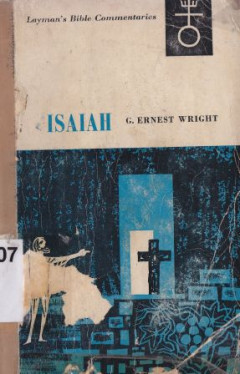 Layman's Bible Commentaries
ISAIAH G. ERNEST WRIGHT
07